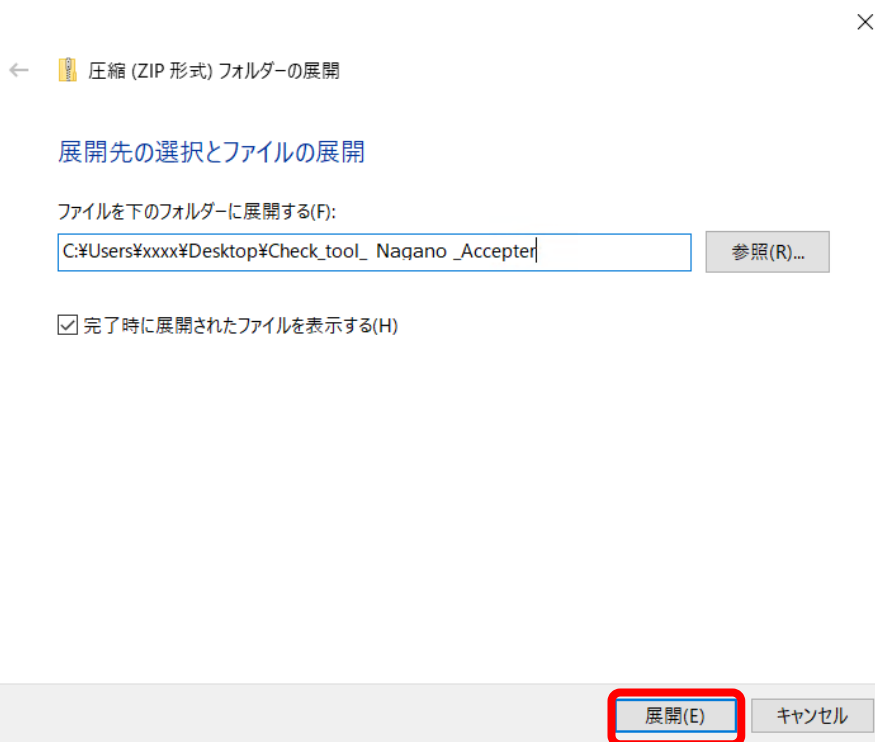 圧縮 (ZIP 形式) フォルダーの展開
展開先の選択とファイルの展開
ファイルを下のフォルダーに展開する(F):
C:¥Users¥xxxx¥Desktop¥Check_tool_ Nagano _Accepter
参照(R)...
完了時に展開されたファイルを表示する(H)
展開(E)
キャンセル